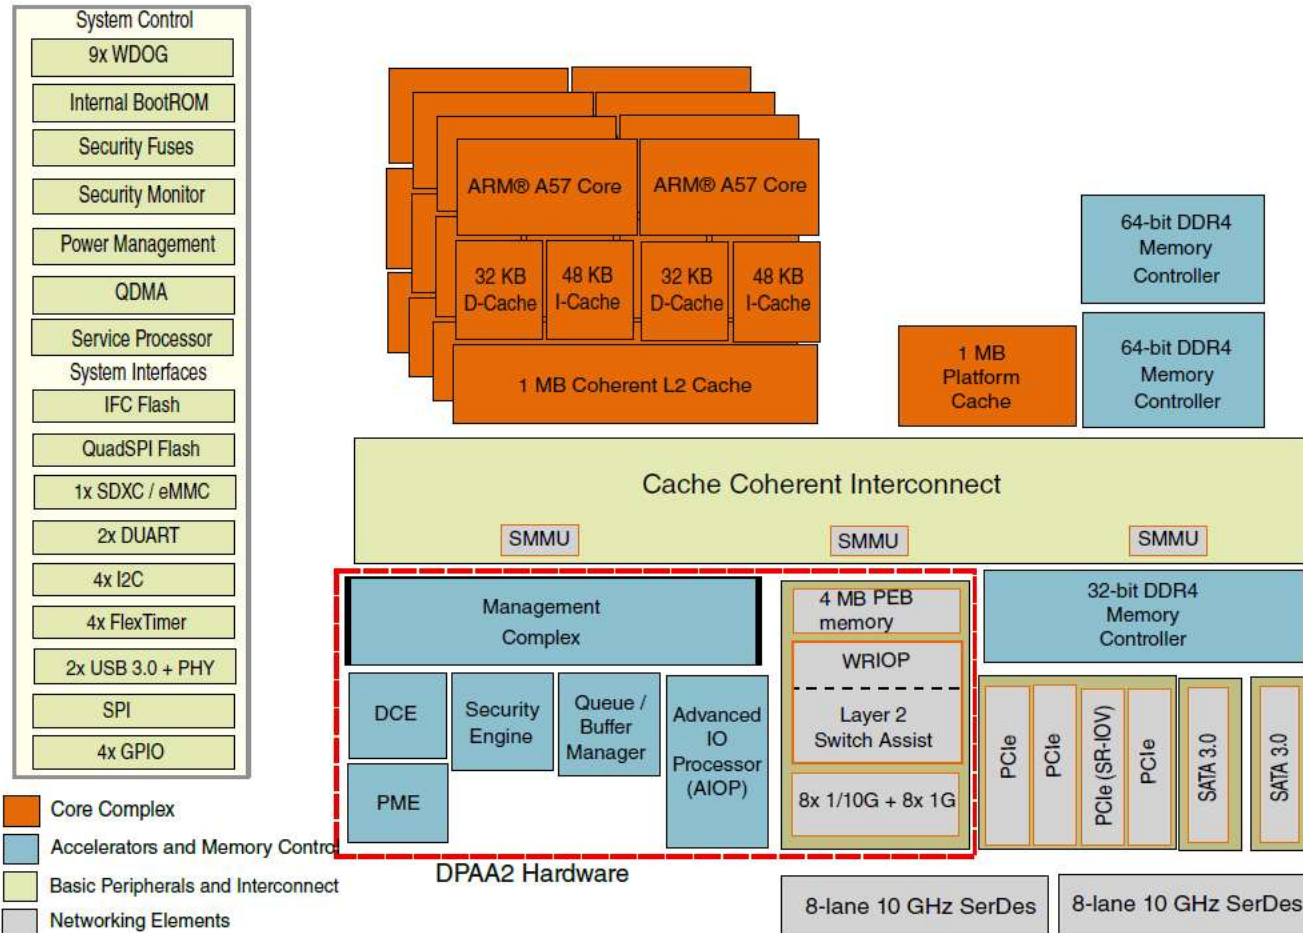 System Control
9x WDOG
Internal BootROM
Security Fuses
Security Monitor
Power Management
QDMA
Service Processor
System Interfaces
IFC Flash
QuadSPI Flash
1x SDXC / eMMC
2x DUART
4x I2C
4x FlexTimer
2x USB 3.0 + PHY
SPI
4x GPIO
Core Complex
Accelerators and Memory Control
Basic Peripherals and Interconnect
Networking Elements
ARM® A57 Core
ARM® A57 Core
32 KB
D-Cache
48 KB
I-Cache
32 KB
D-Cache
48 KB
I-Cache
1 MB Coherent L2 Cache
1 MB
Platform
Cache
64-bit DDR4
Memory
Controller
64-bit DDR4
Memory
Controller
Cache Coherent Interconnect
SMMU
SMMU
SMMU
Management
Complex
DCE
Security
Engine
Queue /
Buffer
Manager
Advanced
IO
Processor
(AIOP)
PME
4 MB PEB
memory
WRIOP
Layer 2
Switch Assist
8x 1/10G + 8x 1G
32-bit DDR4
Memory
Controller
PCIe
PCIe
PCIe (SR-IOV)
PCIe
SATA 3.0
SATA 3.0
DPAA2 Hardware
8-lane 10 GHz SerDes
8-lane 10 GHz SerDes